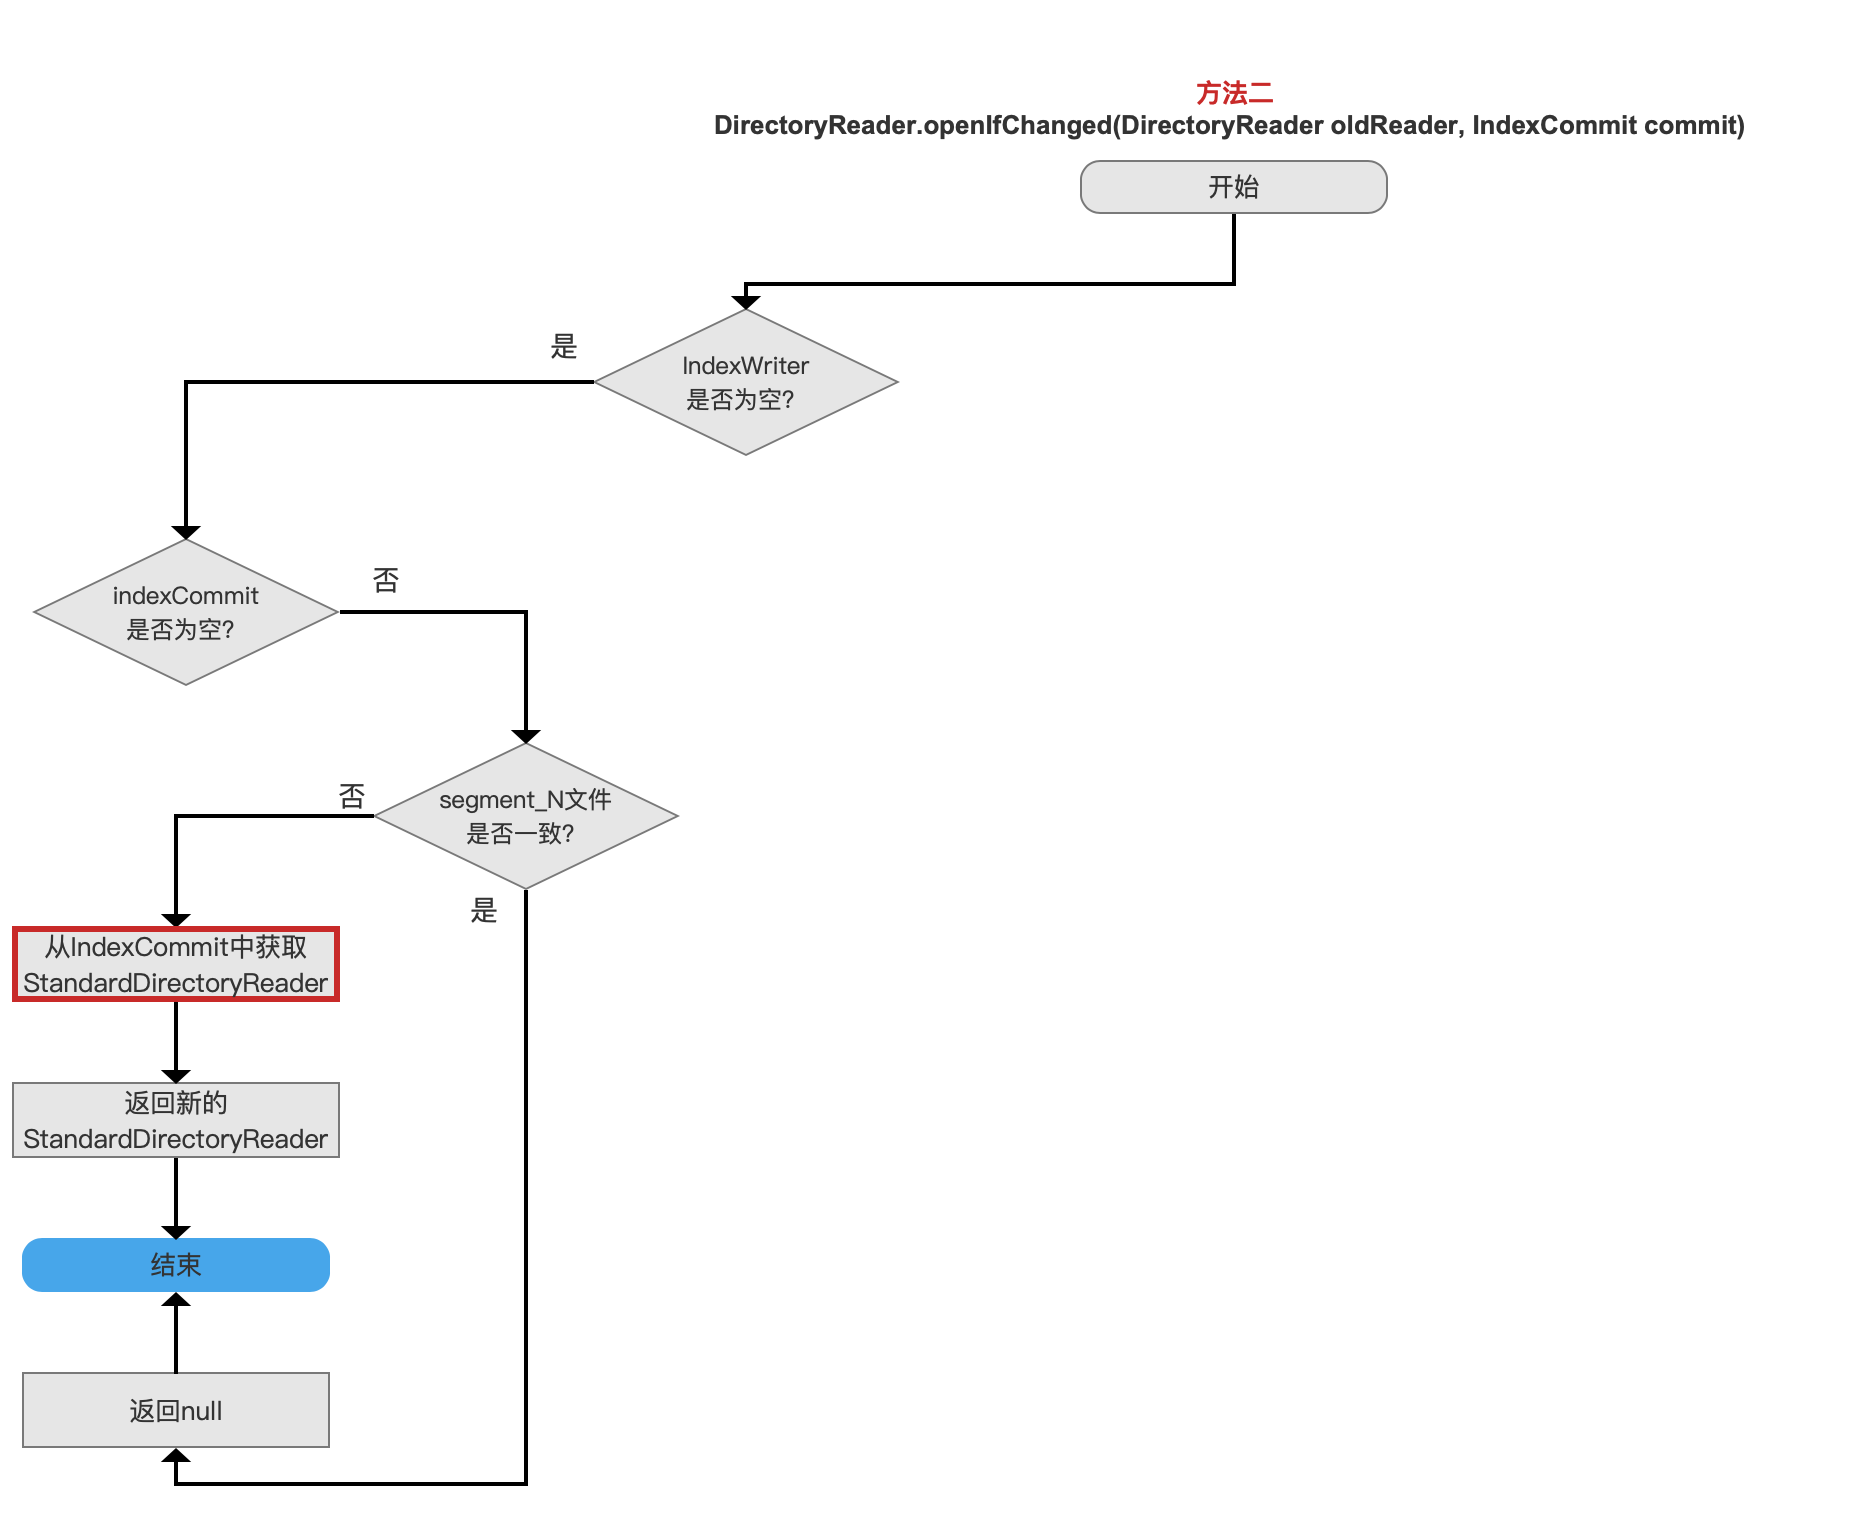 方法二
DirectoryReader.openIfChanged(DirectoryReader oldReader, IndexCommit commit)
开始
是
IndexWriter
是否为空?
否
indexCommit
是否为空?
否
segment_N文件
是否一致?
是
从IndexCommit中获取
StandardDirectoryReader
返回新的
StandardDirectoryReader
结束
返回null